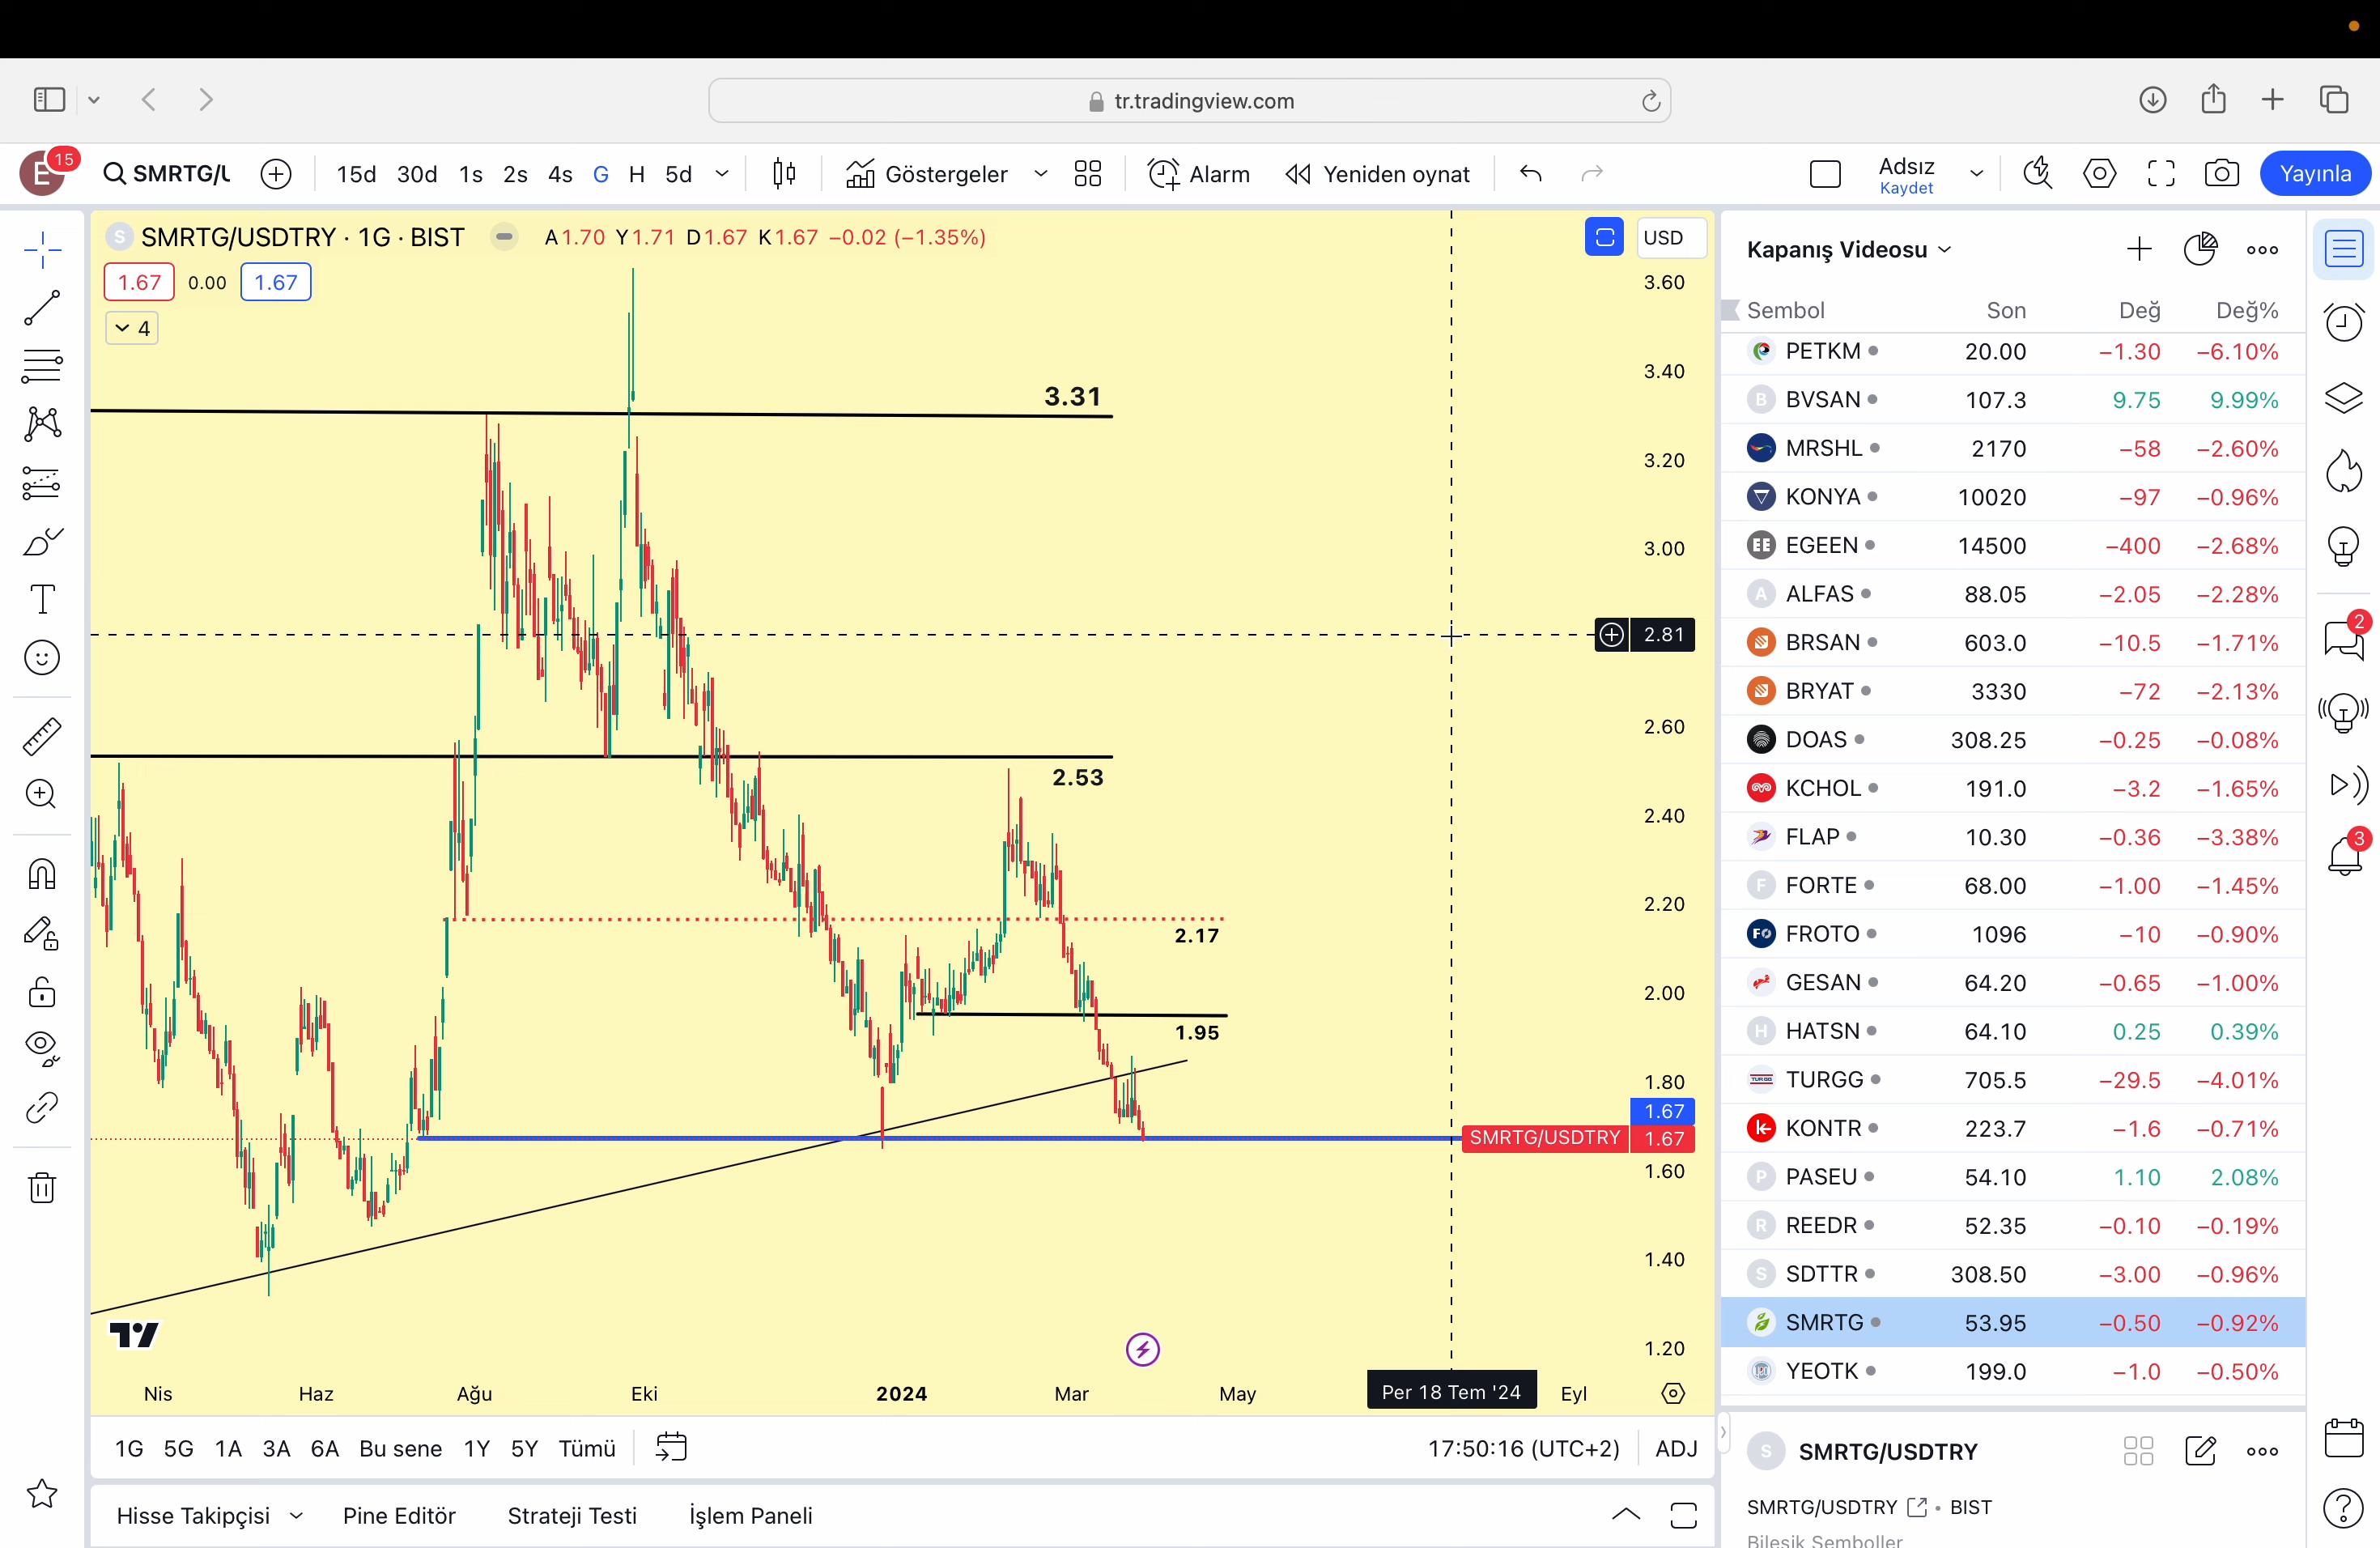 tr.tradingview.com
E 15 SMRTG/U 15d 30d 1s 2s 4s G H 5d Göstergeler Alarm Yeniden oynat Adsız Kaydet Yayınla
S SMRTG/USDTRY · 1G · BIST A1.70 Y1.71 D1.67 K1.67 −0.02 (−1.35%) USD
1.67 0.00 1.67
4
3.60
3.40
3.31
3.20
3.00
2.81
2.60
2.53
2.40
2.20
2.17
2.00
1.95
1.80
1.67
SMRTG/USDTRY 1.67
1.60
1.40
1.20
Nis Haz Ağu Eki 2024 Mar May Per 18 Tem '24 Eyl
1G 5G 1A 3A 6A Bu sene 1Y 5Y Tümü 17:50:16 (UTC+2) ADJ
Hisse Takipçisi Pine Editör Strateji Testi İşlem Paneli
Kapanış Videosu
Sembol Son Değ Değ%
PETKM 20.00 −1.30 −6.10%
B BVSAN 107.3 9.75 9.99%
MRSHL 2170 −58 −2.60%
KONYA 10020 −97 −0.96%
EE EGEEN 14500 −400 −2.68%
A ALFAS 88.05 −2.05 −2.28%
BRSAN 603.0 −10.5 −1.71%
BRYAT 3330 −72 −2.13%
DOAS 308.25 −0.25 −0.08%
KCHOL 191.0 −3.2 −1.65%
FLAP 10.30 −0.36 −3.38%
F FORTE 68.00 −1.00 −1.45%
FO FROTO 1096 −10 −0.90%
GESAN 64.20 −0.65 −1.00%
H HATSN 64.10 0.25 0.39%
TURGG TURGG 705.5 −29.5 −4.01%
KONTR 223.7 −1.6 −0.71%
P PASEU 54.10 1.10 2.08%
R REEDR 52.35 −0.10 −0.19%
S SDTTR 308.50 −3.00 −0.96%
SMRTG 53.95 −0.50 −0.92%
YEOTK 199.0 −1.0 −0.50%
S SMRTG/USDTRY
SMRTG/USDTRY • BIST
Bileşik Semboller
2
3